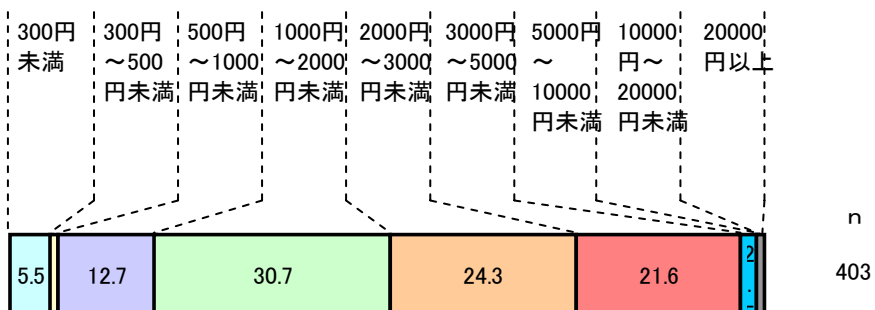 300円
未満
300円
～500
円未満
500円
～1000
円未満
1000円
～2000
円未満
2000円
～3000
円未満
3000円
～5000
円未満
5000円
～
10000
円未満
10000
円～
20000
円未満
20000
円以上
n
5.5
12.7
30.7
24.3
21.6
403